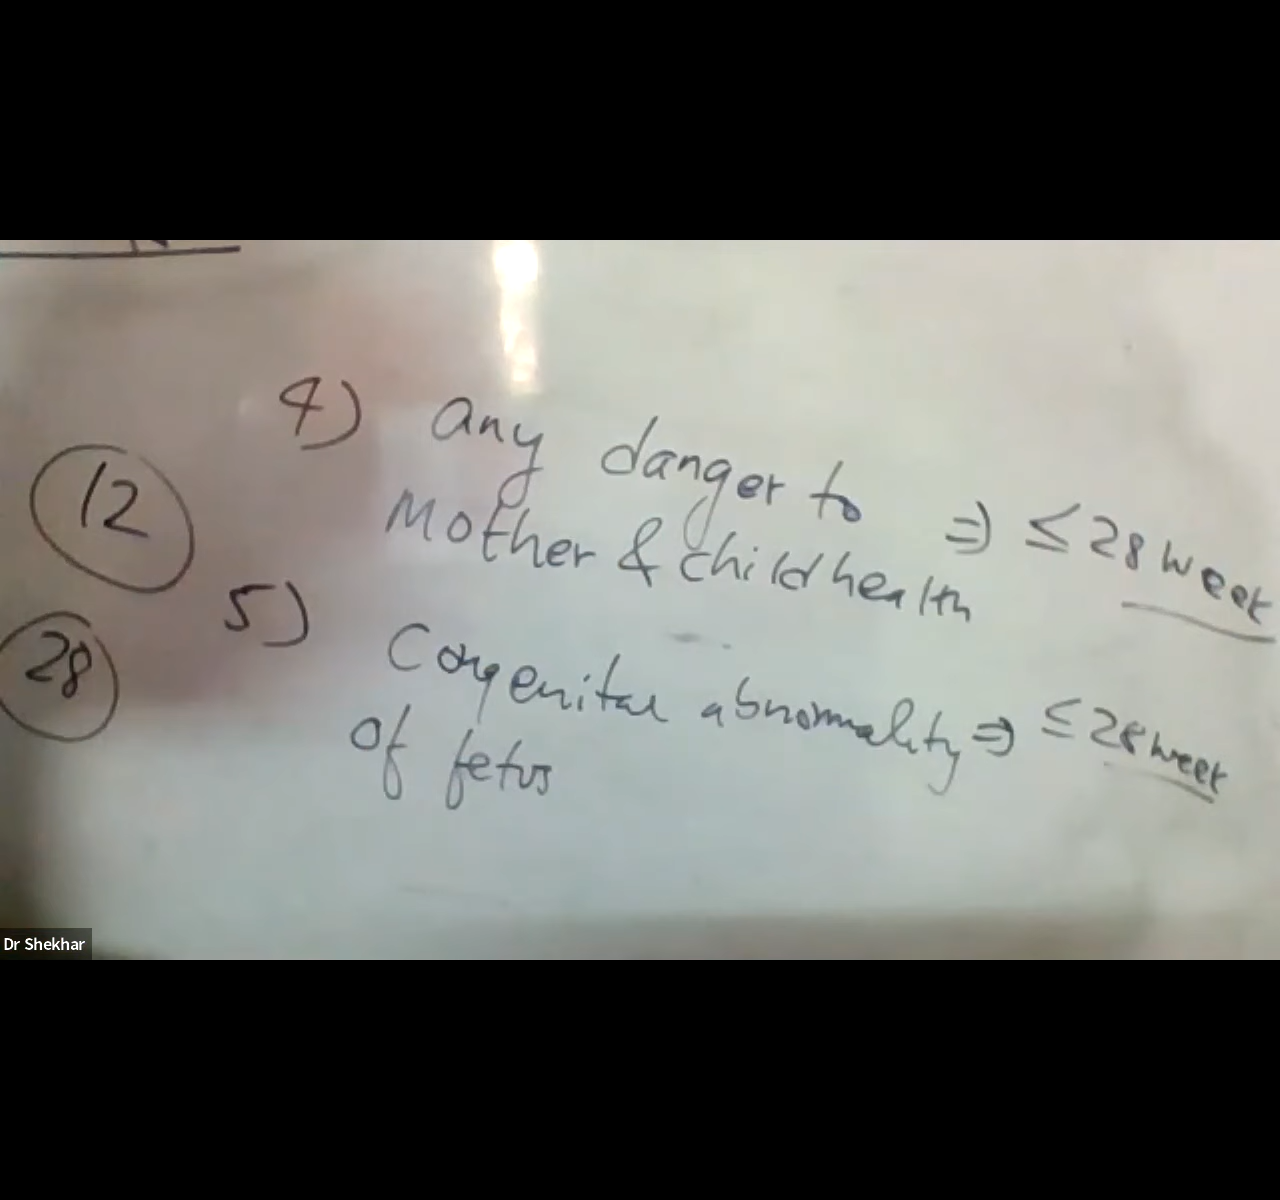 4) any danger to
Mother & child health ⇒ ≤ 28 week
12
5) Congenital abnormality ⇒ ≤ 28 week
of fetus
28
Dr Shekhar